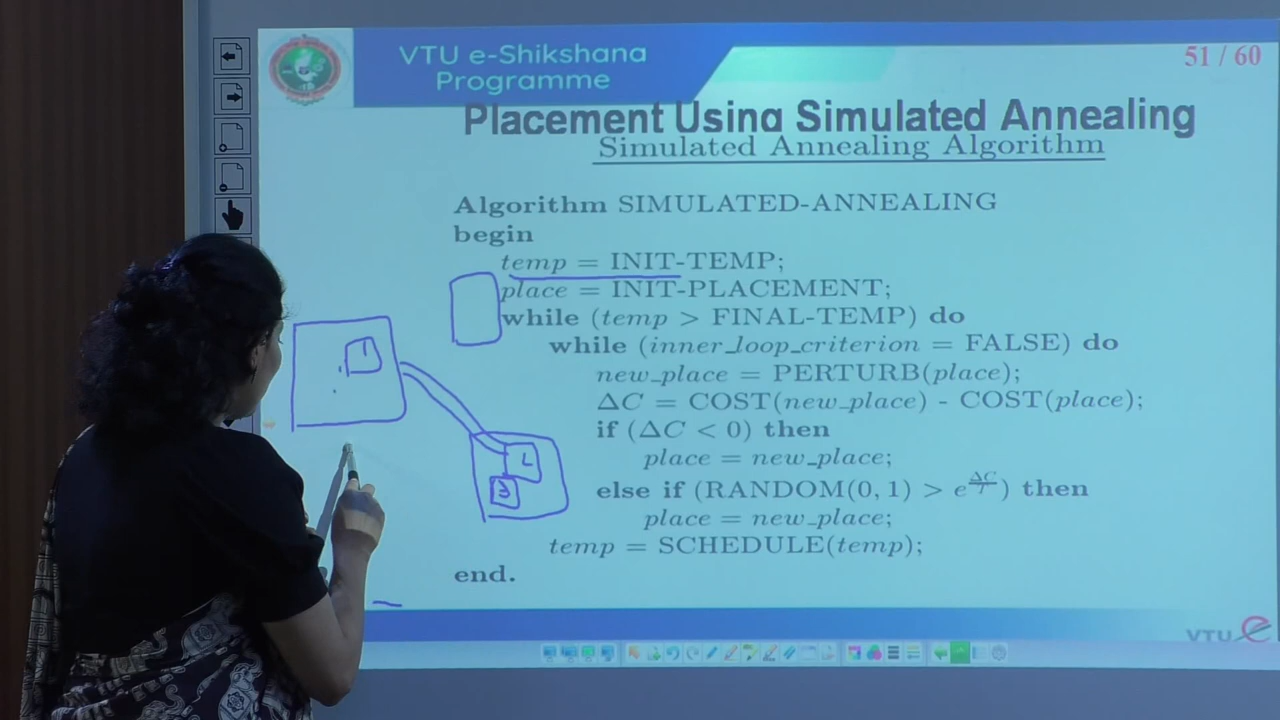 VTU e-Shikshana
Programme
51 / 60
Placement Using Simulated Annealing
Simulated Annealing Algorithm
Algorithm SIMULATED-ANNEALING
begin
temp = INIT-TEMP;
place = INIT-PLACEMENT;
while (temp > FINAL-TEMP) do
while (inner_loop_criterion = FALSE) do
new_place = PERTURB(place);
ΔC = COST(new_place) - COST(place);
if (ΔC < 0) then
place = new_place;
else if (RANDOM(0, 1) > e^{ΔC/T}) then
place = new_place;
temp = SCHEDULE(temp);
end.
1
2
3
VTU e